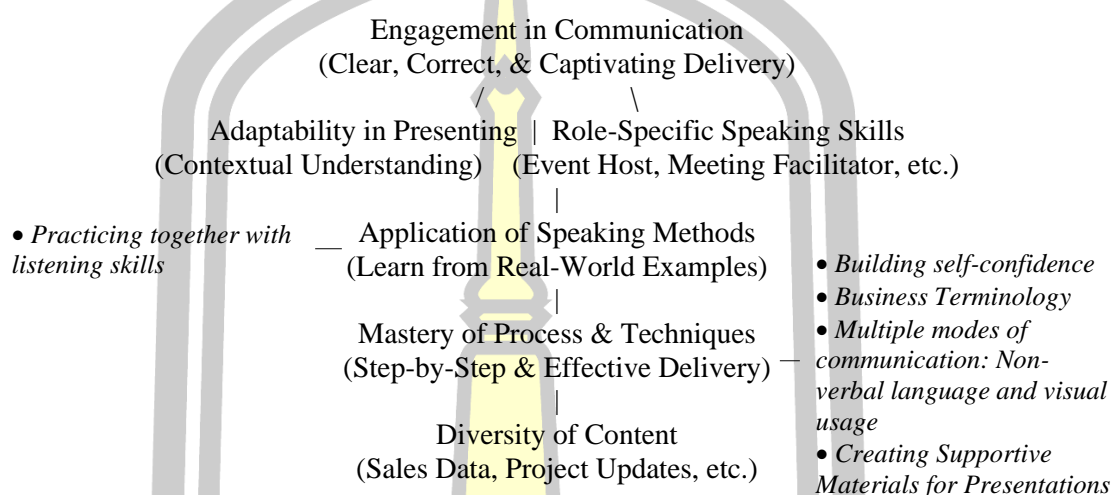 Engagement in Communication
(Clear, Correct, & Captivating Delivery)
/ \
Adaptability in Presenting | Role-Specific Speaking Skills
(Contextual Understanding) (Event Host, Meeting Facilitator, etc.)
|
• Practicing together with
listening skills
— Application of Speaking Methods
(Learn from Real-World Examples)
|
Mastery of Process & Techniques
(Step-by-Step & Effective Delivery) —
• Building self-confidence
• Business Terminology
• Multiple modes of
communication: Non-
verbal language and visual
usage
• Creating Supportive
Materials for Presentations
|
Diversity of Content
(Sales Data, Project Updates, etc.)